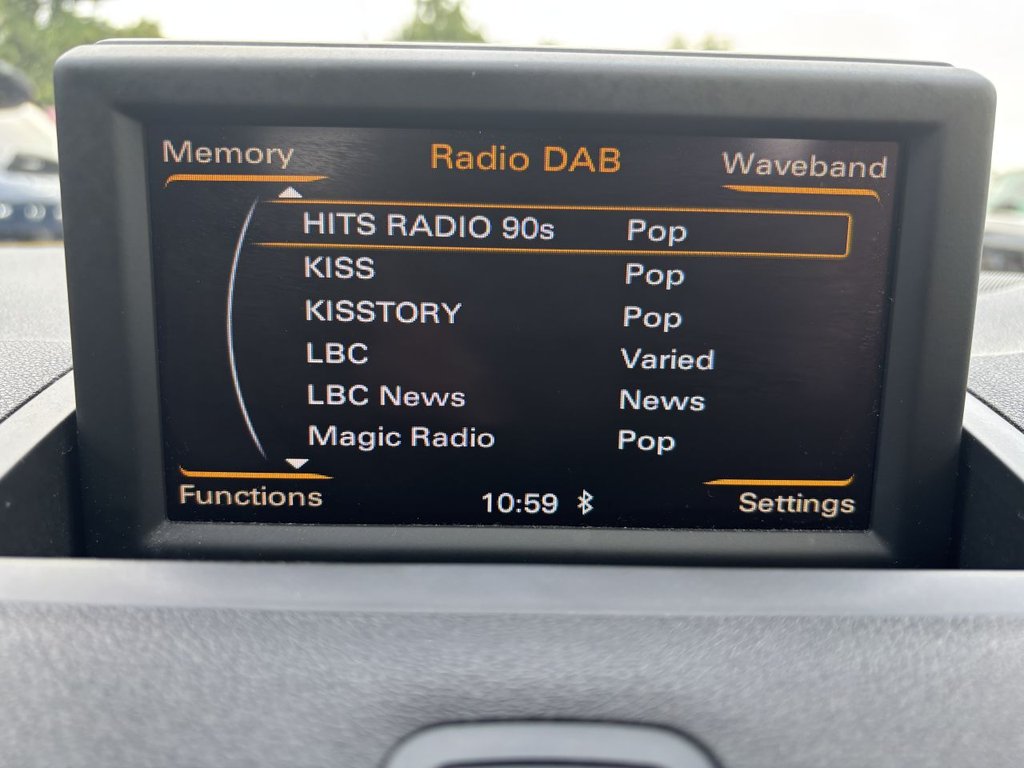 Memory Radio DAB Waveband
HITS RADIO 90s Pop
KISS Pop
KISSTORY Pop
LBC Varied
LBC News News
Magic Radio Pop
Functions 10:59 Settings